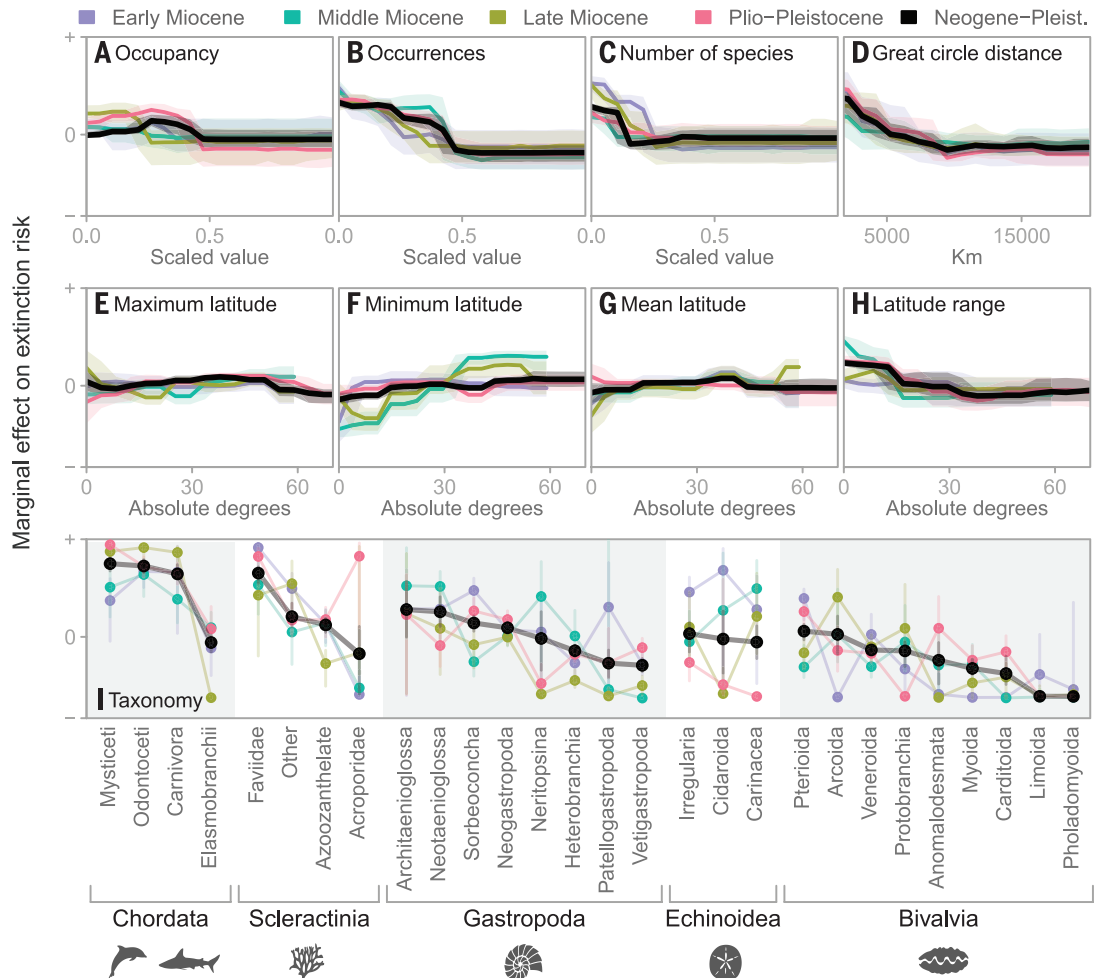 Early Miocene Middle Miocene Late Miocene Plio−Pleistocene Neogene−Pleist.
Marginal effect on extinction risk
+ A Occupancy B Occurrences C Number of species D Great circle distance
0
−
0.0 0.5 0.0 0.5 0.0 0.5 5000 15000
Scaled value Scaled value Scaled value Km
+ E Maximum latitude F Minimum latitude G Mean latitude H Latitude range
0
−
0 30 60 0 30 60 0 30 60 0 30 60
Absolute degrees Absolute degrees Absolute degrees Absolute degrees
+
0
I Taxonomy
−
Mysticeti
Odontoceti
Carnivora
Elasmobranchii
Faviidae
Other
Azoozanthelate
Acroporidae
Architaenioglossa
Neotaenioglossa
Sorbeoconcha
Neogastropoda
Neritopsina
Heterobranchia
Patellogastropoda
Vetigastropoda
Irregularia
Cidaroida
Carinacea
Pterioida
Arcoida
Veneroida
Protobranchia
Anomalodesmata
Myoida
Carditoida
Limoida
Pholadomyoida
Chordata Scleractinia Gastropoda Echinoidea Bivalvia